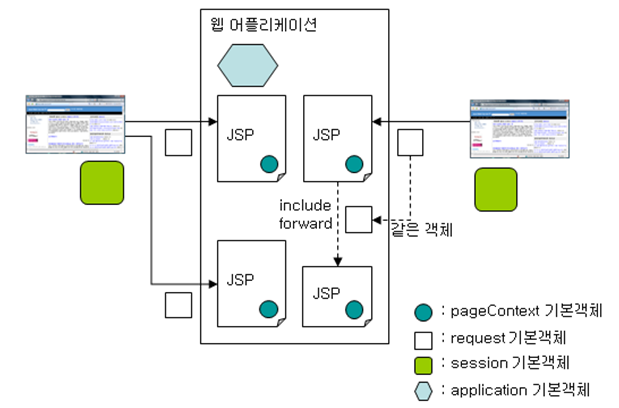 웹 어플리케이션
JSP
JSP
include
forward
같은 객체
JSP
JSP
: pageContext 기본객체
: request 기본객체
: session 기본객체
: application 기본객체